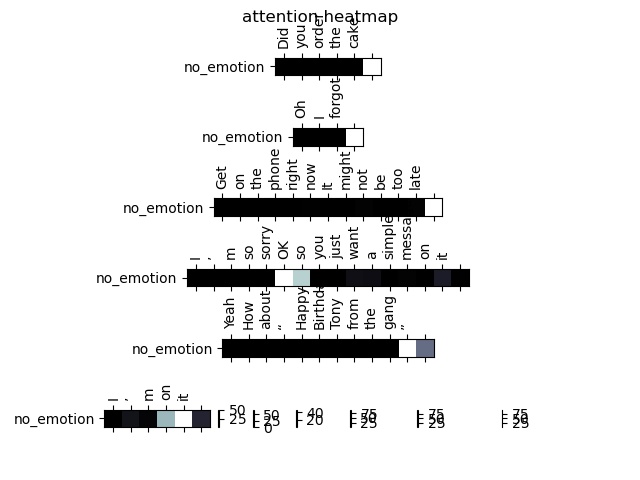 attention heatmap
Did you order the cake
no_emotion
Oh I forgot
no_emotion
Get on the phone right now It might not be too late
no_emotion
I , m so sorry OK so you just want a simple messa on it
no_emotion
Yeah How about “ Happy Birthd Tony from the gang ”
no_emotion
I , m on it
no_emotion
50 25
50 25 0
40 20
75 50 25
75 50 25
75 50 25